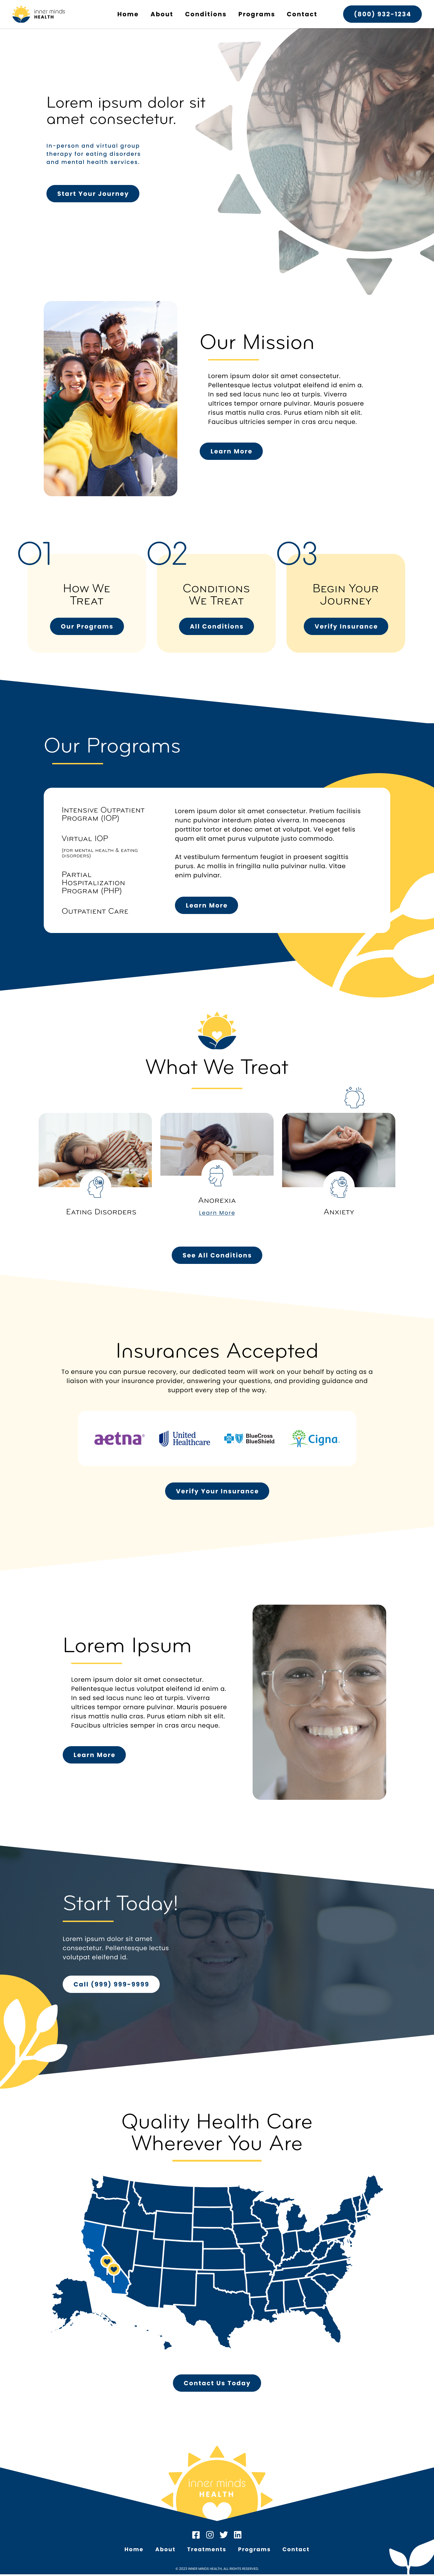 inner minds
HEALTH
Home About Conditions Programs Contact
(800) 932-1234
Lorem ipsum dolor sit
amet consectetur.
In-person and virtual group
therapy for eating disorders
and mental health services.
Start Your Journey
Our Mission
Lorem ipsum dolor sit amet consectetur.
Pellentesque lectus volutpat eleifend id enim a.
In sed sed lacus nunc leo at turpis. Viverra
ultrices tempor ornare pulvinar. Mauris posuere
risus mattis nulla cras. Purus etiam nibh sit elit.
Faucibus ultricies semper in cras arcu neque.
Learn More
01
How We
Treat
Our Programs
02
Conditions
We Treat
All Conditions
03
Begin Your
Journey
Verify Insurance
Our Programs
Intensive Outpatient
Program (IOP)
Virtual IOP
(for mental health & eating
disorders)
Partial
Hospitalization
Program (PHP)
Outpatient Care
Lorem ipsum dolor sit amet consectetur. Pretium facilisis
nunc pulvinar interdum platea viverra. In maecenas
porttitor tortor et donec amet at volutpat. Vel eget felis
quam elit amet purus vulputate justo commodo.
At vestibulum fermentum feugiat in praesent sagittis
purus. Ac mollis in fringilla nulla pulvinar nulla. Vitae
enim pulvinar.
Learn More
What We Treat
Eating Disorders
Anorexia
Learn More
Anxiety
See All Conditions
Insurances Accepted
To ensure you can pursue recovery, our dedicated team will work on your behalf by acting as a
liaison with your insurance provider, answering your questions, and providing guidance and
support every step of the way.
aetna
United
Healthcare
BlueCross
BlueShield
Cigna
Verify Your Insurance
Lorem Ipsum
Lorem ipsum dolor sit amet consectetur.
Pellentesque lectus volutpat eleifend id enim a.
In sed sed lacus nunc leo at turpis. Viverra
ultrices tempor ornare pulvinar. Mauris posuere
risus mattis nulla cras. Purus etiam nibh sit elit.
Faucibus ultricies semper in cras arcu neque.
Learn More
Start Today!
Lorem ipsum dolor sit amet
consectetur. Pellentesque lectus
volutpat eleifend id.
Call (999) 999-9999
Quality Health Care
Wherever You Are
Contact Us Today
inner minds
HEALTH
Home About Treatments Programs Contact
© 2023 INNER MINDS HEALTH, ALL RIGHTS RESERVED.